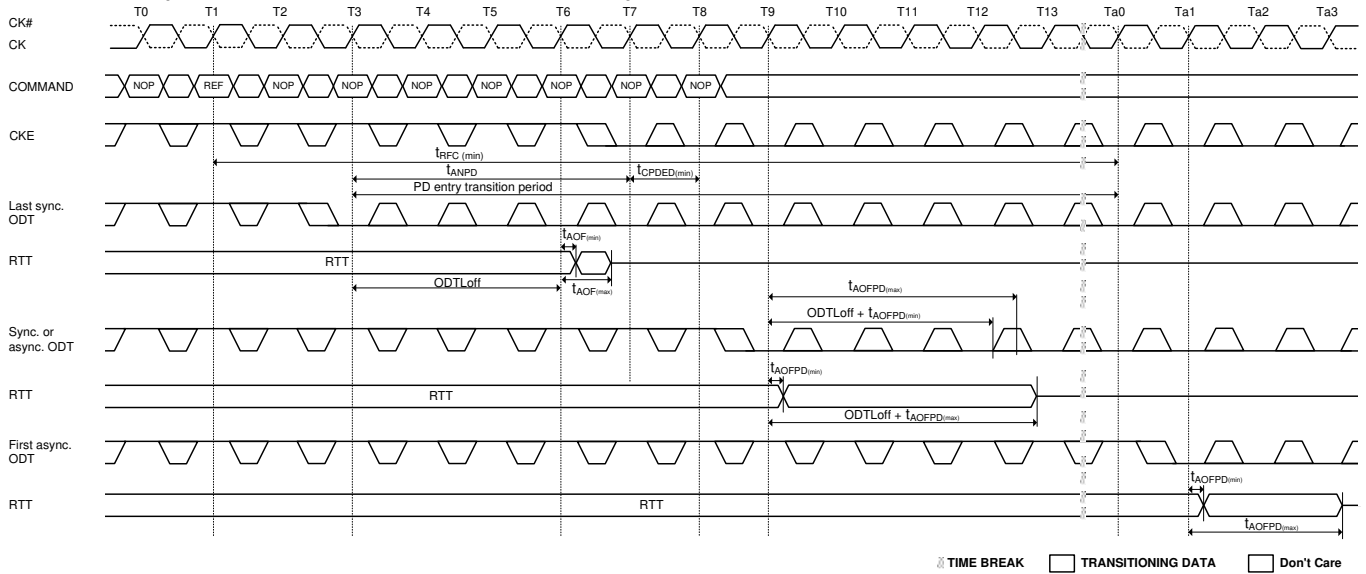 T0 T1 T2 T3 T4 T5 T6 T7 T8 T9 T10 T11 T12 T13 Ta0 Ta1 Ta2 Ta3
CK#
CK
COMMAND NOP REF NOP NOP NOP NOP NOP NOP NOP
CKE
tRFC (min)
tANPD tCPDED(min)
PD entry transition period
Last sync.
ODT
tAOF(min)
RTT RTT
ODTLoff tAOF(max)
tAOFPD(max)
ODTLoff + tAOFPD(min)
Sync. or
async. ODT
tAOFPD(min)
RTT RTT
ODTLoff + tAOFPD(max)
First async.
ODT
tAOFPD(min)
RTT RTT
tAOFPD(max)
TIME BREAK TRANSITIONING DATA Don't Care